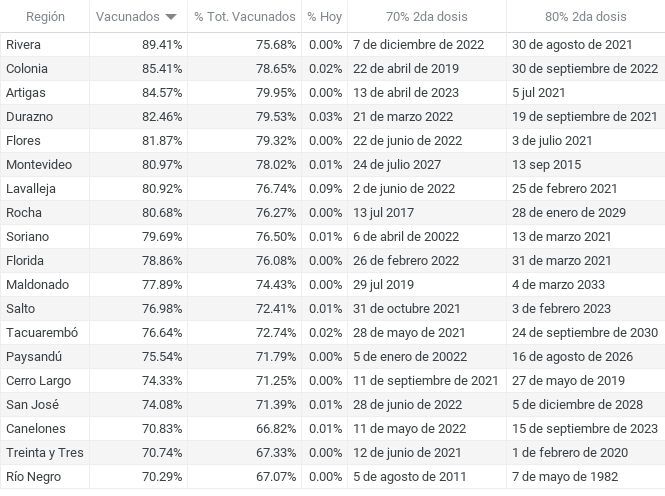 Región Vacunados % Tot. Vacunados % Hoy 70% 2da dosis 80% 2da dosis
Rivera 89.41% 75.68% 0.00% 7 de diciembre de 2022 30 de agosto de 2021
Colonia 85.41% 78.65% 0.02% 22 de abril de 2019 30 de septiembre de 2022
Artigas 84.57% 79.95% 0.00% 13 de abril de 2023 5 jul 2021
Durazno 82.46% 79.53% 0.03% 21 de marzo 2022 19 de septiembre de 2021
Flores 81.87% 79.32% 0.00% 22 de junio de 2022 3 de julio 2021
Montevideo 80.97% 78.02% 0.01% 24 de julio 2027 13 sep 2015
Lavalleja 80.92% 76.74% 0.09% 2 de junio de 2022 25 de febrero 2021
Rocha 80.68% 76.27% 0.00% 13 jul 2017 28 de enero de 2029
Soriano 79.69% 76.50% 0.01% 6 de abril de 20022 13 de marzo 2021
Florida 78.86% 76.08% 0.00% 26 de febrero 2022 31 de marzo 2021
Maldonado 77.89% 74.43% 0.00% 29 jul 2019 4 de marzo 2033
Salto 76.98% 72.41% 0.01% 31 de octubre 2021 3 de febrero 2023
Tacuarembó 76.64% 72.74% 0.02% 28 de mayo de 2021 24 de septiembre de 2030
Paysandú 75.54% 71.79% 0.00% 5 de enero de 20022 16 de agosto de 2026
Cerro Largo 74.33% 71.25% 0.00% 11 de septiembre de 2021 27 de mayo de 2019
San José 74.08% 71.39% 0.01% 28 de junio de 2022 5 de diciembre de 2028
Canelones 70.83% 66.82% 0.01% 11 de mayo de 2022 15 de septiembre de 2023
Treinta y Tres 70.74% 67.33% 0.00% 12 de junio de 2021 1 de febrero de 2020
Río Negro 70.29% 67.07% 0.00% 5 de agosto de 2011 7 de mayo de 1982